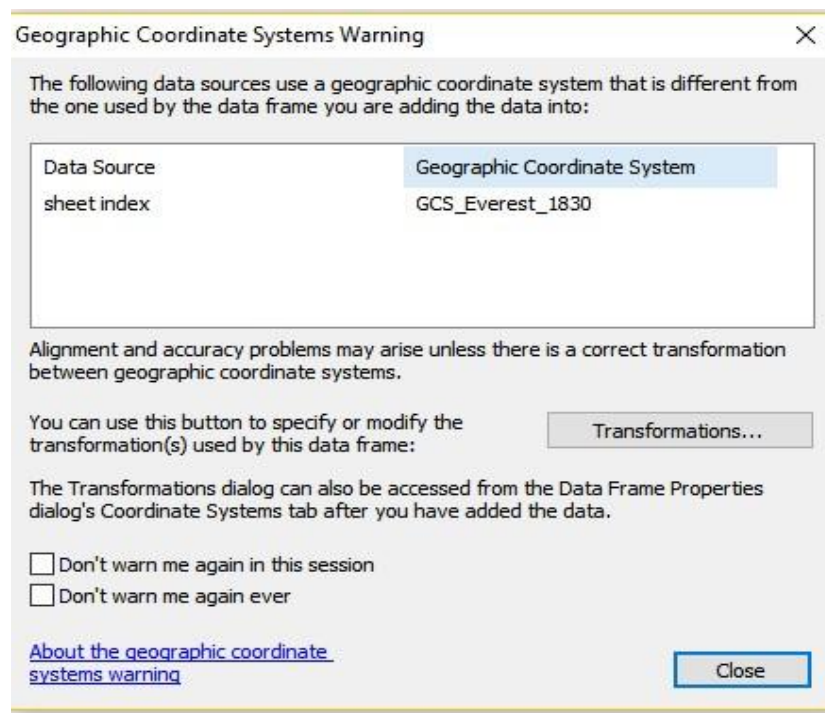 Geographic Coordinate Systems Warning
The following data sources use a geographic coordinate system that is different from
the one used by the data frame you are adding the data into:
Data Source Geographic Coordinate System
sheet index GCS_Everest_1830
Alignment and accuracy problems may arise unless there is a correct transformation
between geographic coordinate systems.
You can use this button to specify or modify the
transformation(s) used by this data frame:
Transformations...
The Transformations dialog can also be accessed from the Data Frame Properties
dialog's Coordinate Systems tab after you have added the data.
Don't warn me again in this session
Don't warn me again ever
About the geographic coordinate
systems warning
Close